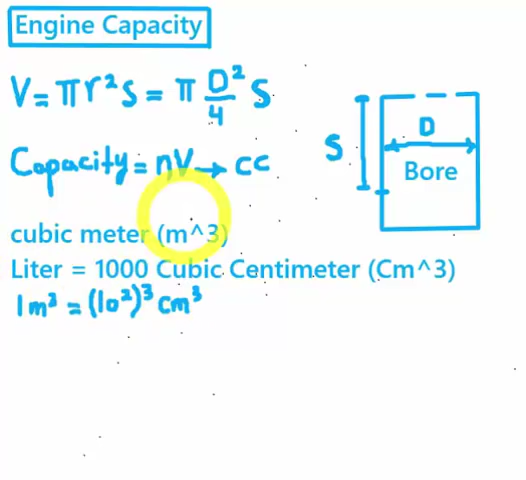 Engine Capacity
V = πr²s = π D²/4 S
Capacity = nV → cc
S
D
Bore
cubic meter (m^3)
Liter = 1000 Cubic Centimeter (Cm^3)
1m³ = (10²)³ cm³